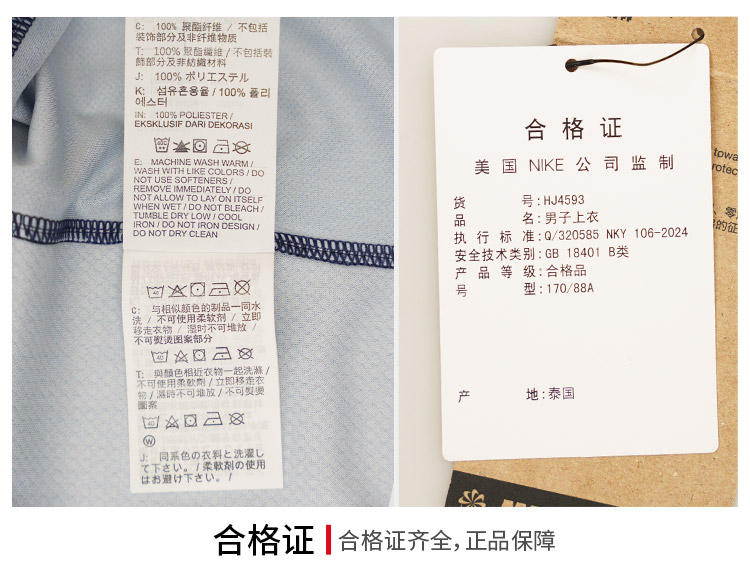 C: 100% 聚酯纤维 / 不包括
装饰部分及非纤维物质
T: 100% 聚酯纖維 / 不包括裝
飾部分及非紡織材料
J: 100% ポリエステル
K: 섬유혼용율 / 100% 폴리
에스터
IN: 100% POLIESTER /
EKSKLUSIF DARI DEKORASI
E: MACHINE WASH WARM /
WASH WITH LIKE COLORS / DO
NOT USE SOFTENERS /
REMOVE IMMEDIATELY / DO
NOT ALLOW TO LAY ON ITSELF
WHEN WET / DO NOT BLEACH /
TUMBLE DRY LOW / COOL
IRON / DO NOT IRON DESIGN /
DO NOT DRY CLEAN
C: 与相似颜色的制品一同水
洗 / 不可使用柔软剂 / 立即
移走衣物 / 湿时不可堆放 /
不可熨烫图案部分
T: 與顏色相近衣物一起洗滌 /
不可使用柔軟劑 / 立即移走衣
物 / 濕時不可堆放 / 不可熨燙
圖案
J: 同系色の衣料と洗濯し
て下さい。/ 柔軟剤の使用
はお避け下さい。/
合格证
美国 NIKE 公司监制
货号:HJ4593
品名:男子上衣
执行标准:Q/320585 NKY 106-2024
安全技术类别:GB 18401 B类
产品等级:合格品
号型:170/88A
产地:泰国
合格证
合格证齐全,正品保障